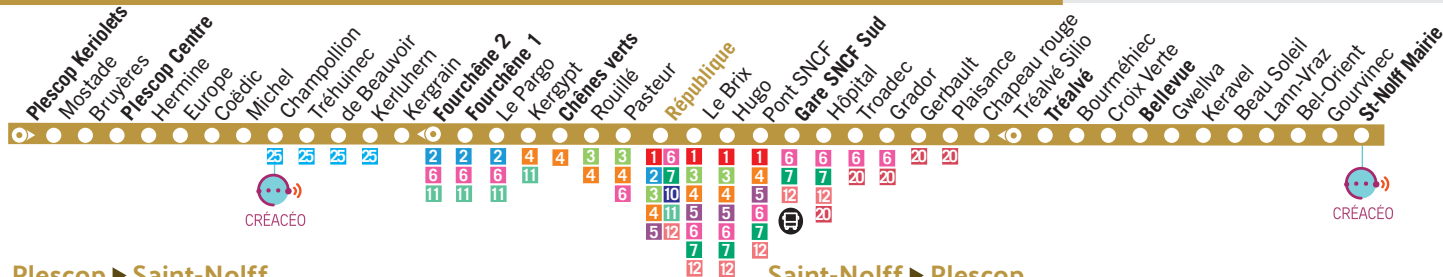 Plescop Keriolets
Mostade
Bruyères
Plescop Centre
Hermine
Europe
Coëdic
Michel
Champollion
Tréhuinec
de Beauvoir
Kerluhern
Kergrain
Fourchêne 2
Fourchêne 1
Le Pargo
Kergypt
Chênes verts
Rouillé
Pasteur
République
Le Brix
Hugo
Pont SNCF
Gare SNCF Sud
Hôpital
Troadec
Grador
Gerbault
Plaisance
Chapeau rouge
Tréalvé Silio
Tréalvé
Bourméhiec
Croix Verte
Bellevue
Gwellva
Keravel
Beau Soleil
Lann-Vraz
Bel-Orient
Gourvinec
St-Nolff Mairie
25 25 25 25 2 2 2 4 4 3 3 1 6 1 1 1 6 6 6 6 20 20
6 6 6 11 4 4 2 7 3 3 4 7 7 20 20
11 11 11 6 3 10 4 4 5 12 12
4 11 5 5 6 20
5 12 6 6 7
7 7 12
12 12
CRÉACÉO
CRÉACÉO
Plescop ▶ Saint-Nolff
Saint-Nolff ▶ Plescop